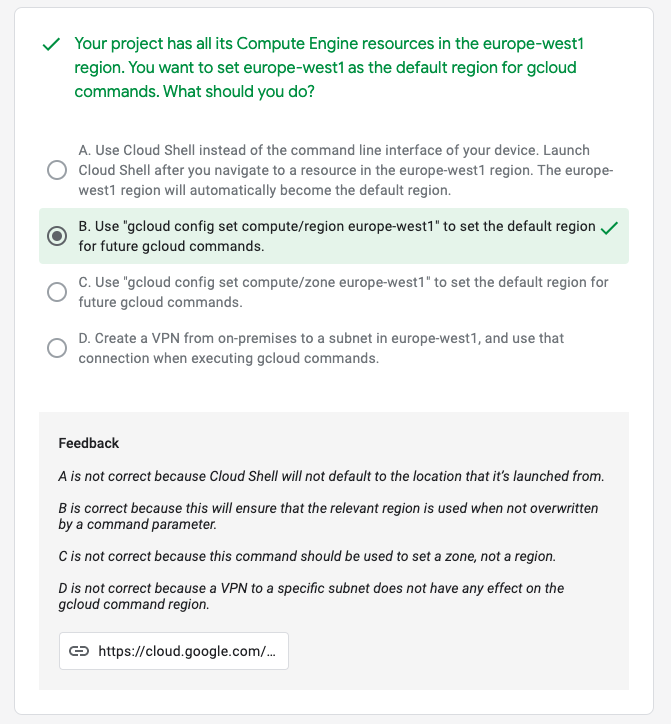 Your project has all its Compute Engine resources in the europe-west1
region. You want to set europe-west1 as the default region for gcloud
commands. What should you do?
A. Use Cloud Shell instead of the command line interface of your device. Launch
Cloud Shell after you navigate to a resource in the europe-west1 region. The europe-
west1 region will automatically become the default region.
B. Use "gcloud config set compute/region europe-west1" to set the default region
for future gcloud commands.
C. Use "gcloud config set compute/zone europe-west1" to set the default region for
future gcloud commands.
D. Create a VPN from on-premises to a subnet in europe-west1, and use that
connection when executing gcloud commands.
Feedback
A is not correct because Cloud Shell will not default to the location that it's launched from.
B is correct because this will ensure that the relevant region is used when not overwritten
by a command parameter.
C is not correct because this command should be used to set a zone, not a region.
D is not correct because a VPN to a specific subnet does not have any effect on the
gcloud command region.
https://cloud.google.com/...